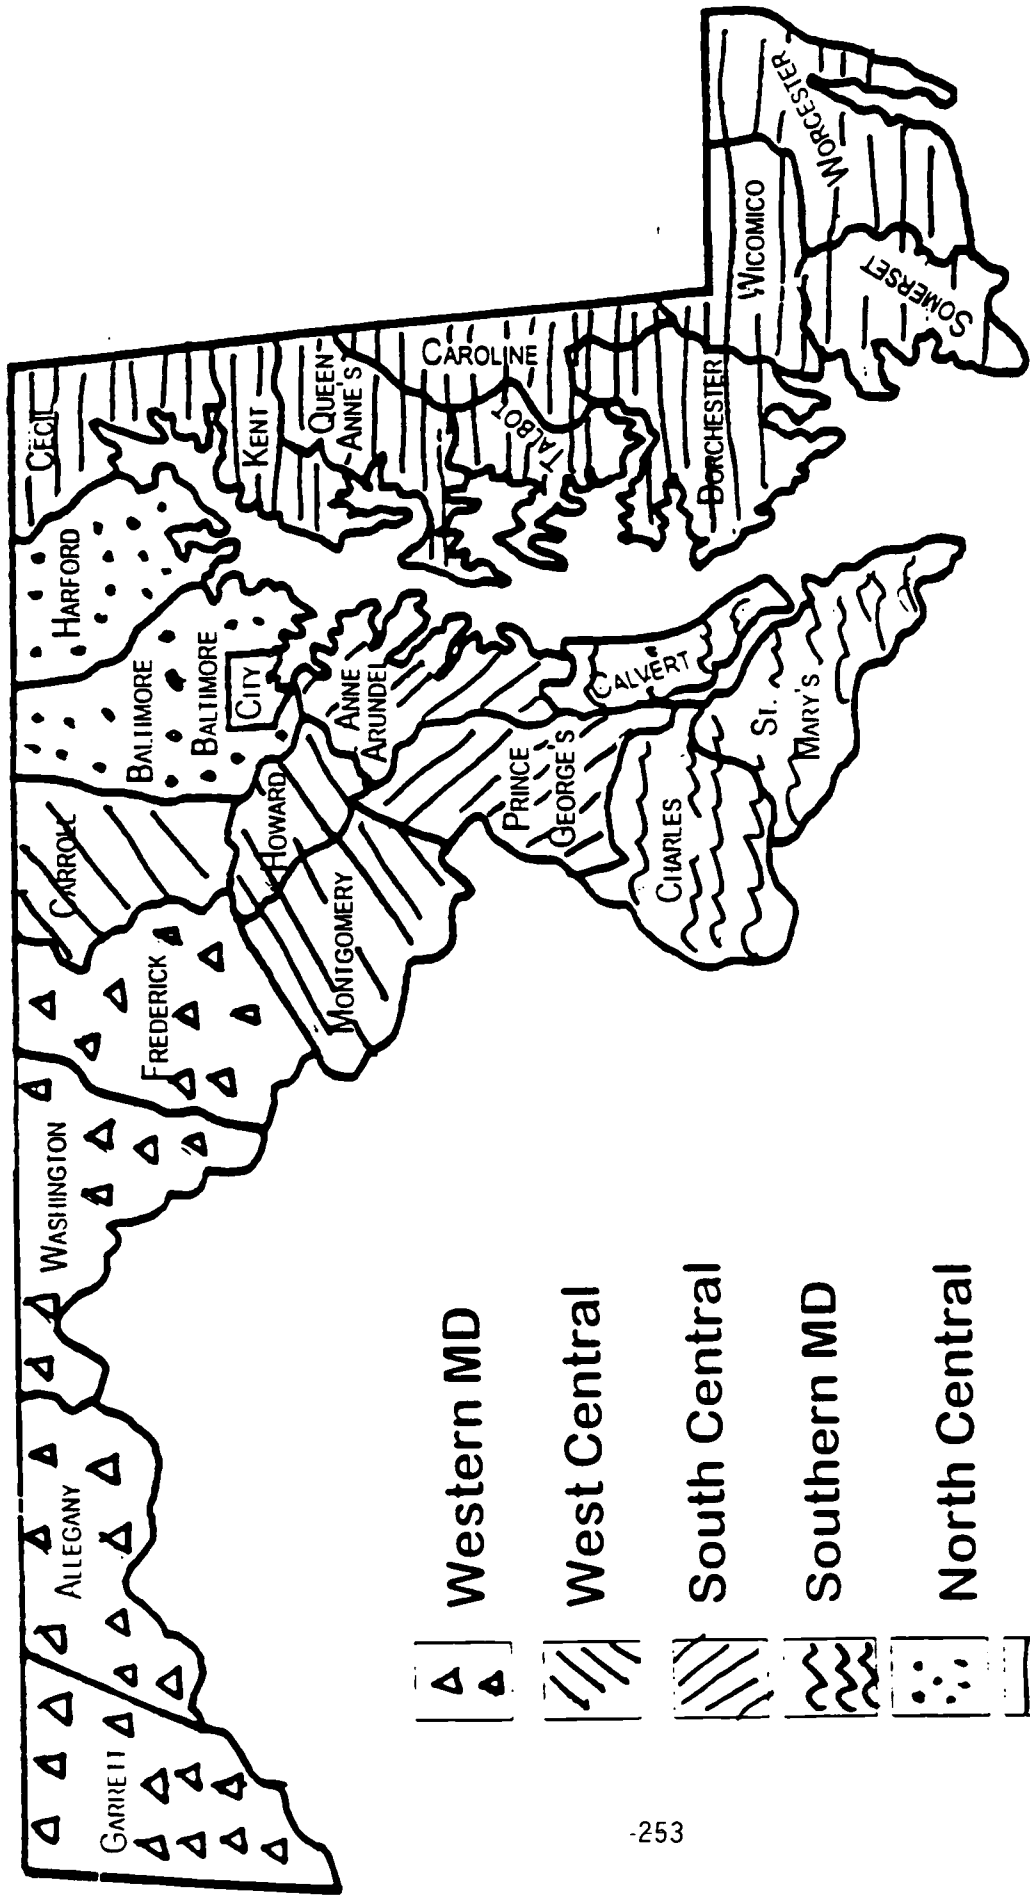 GARRETT
ALLEGANY
WASHINGTON
FREDERICK
CARROLL
BALTIMORE
BALTIMORE
CITY
HARFORD
CECIL
HOWARD
MONTGOMERY
ANNE
ARUNDEL
PRINCE
GEORGE'S
CALVERT
CHARLES
ST.
MARY'S
KENT
QUEEN
ANNE'S
CAROLINE
TALBOT
DORCHESTER
WICOMICO
WORCESTER
SOMERSET
Western MD
West Central
South Central
Southern MD
North Central
-253